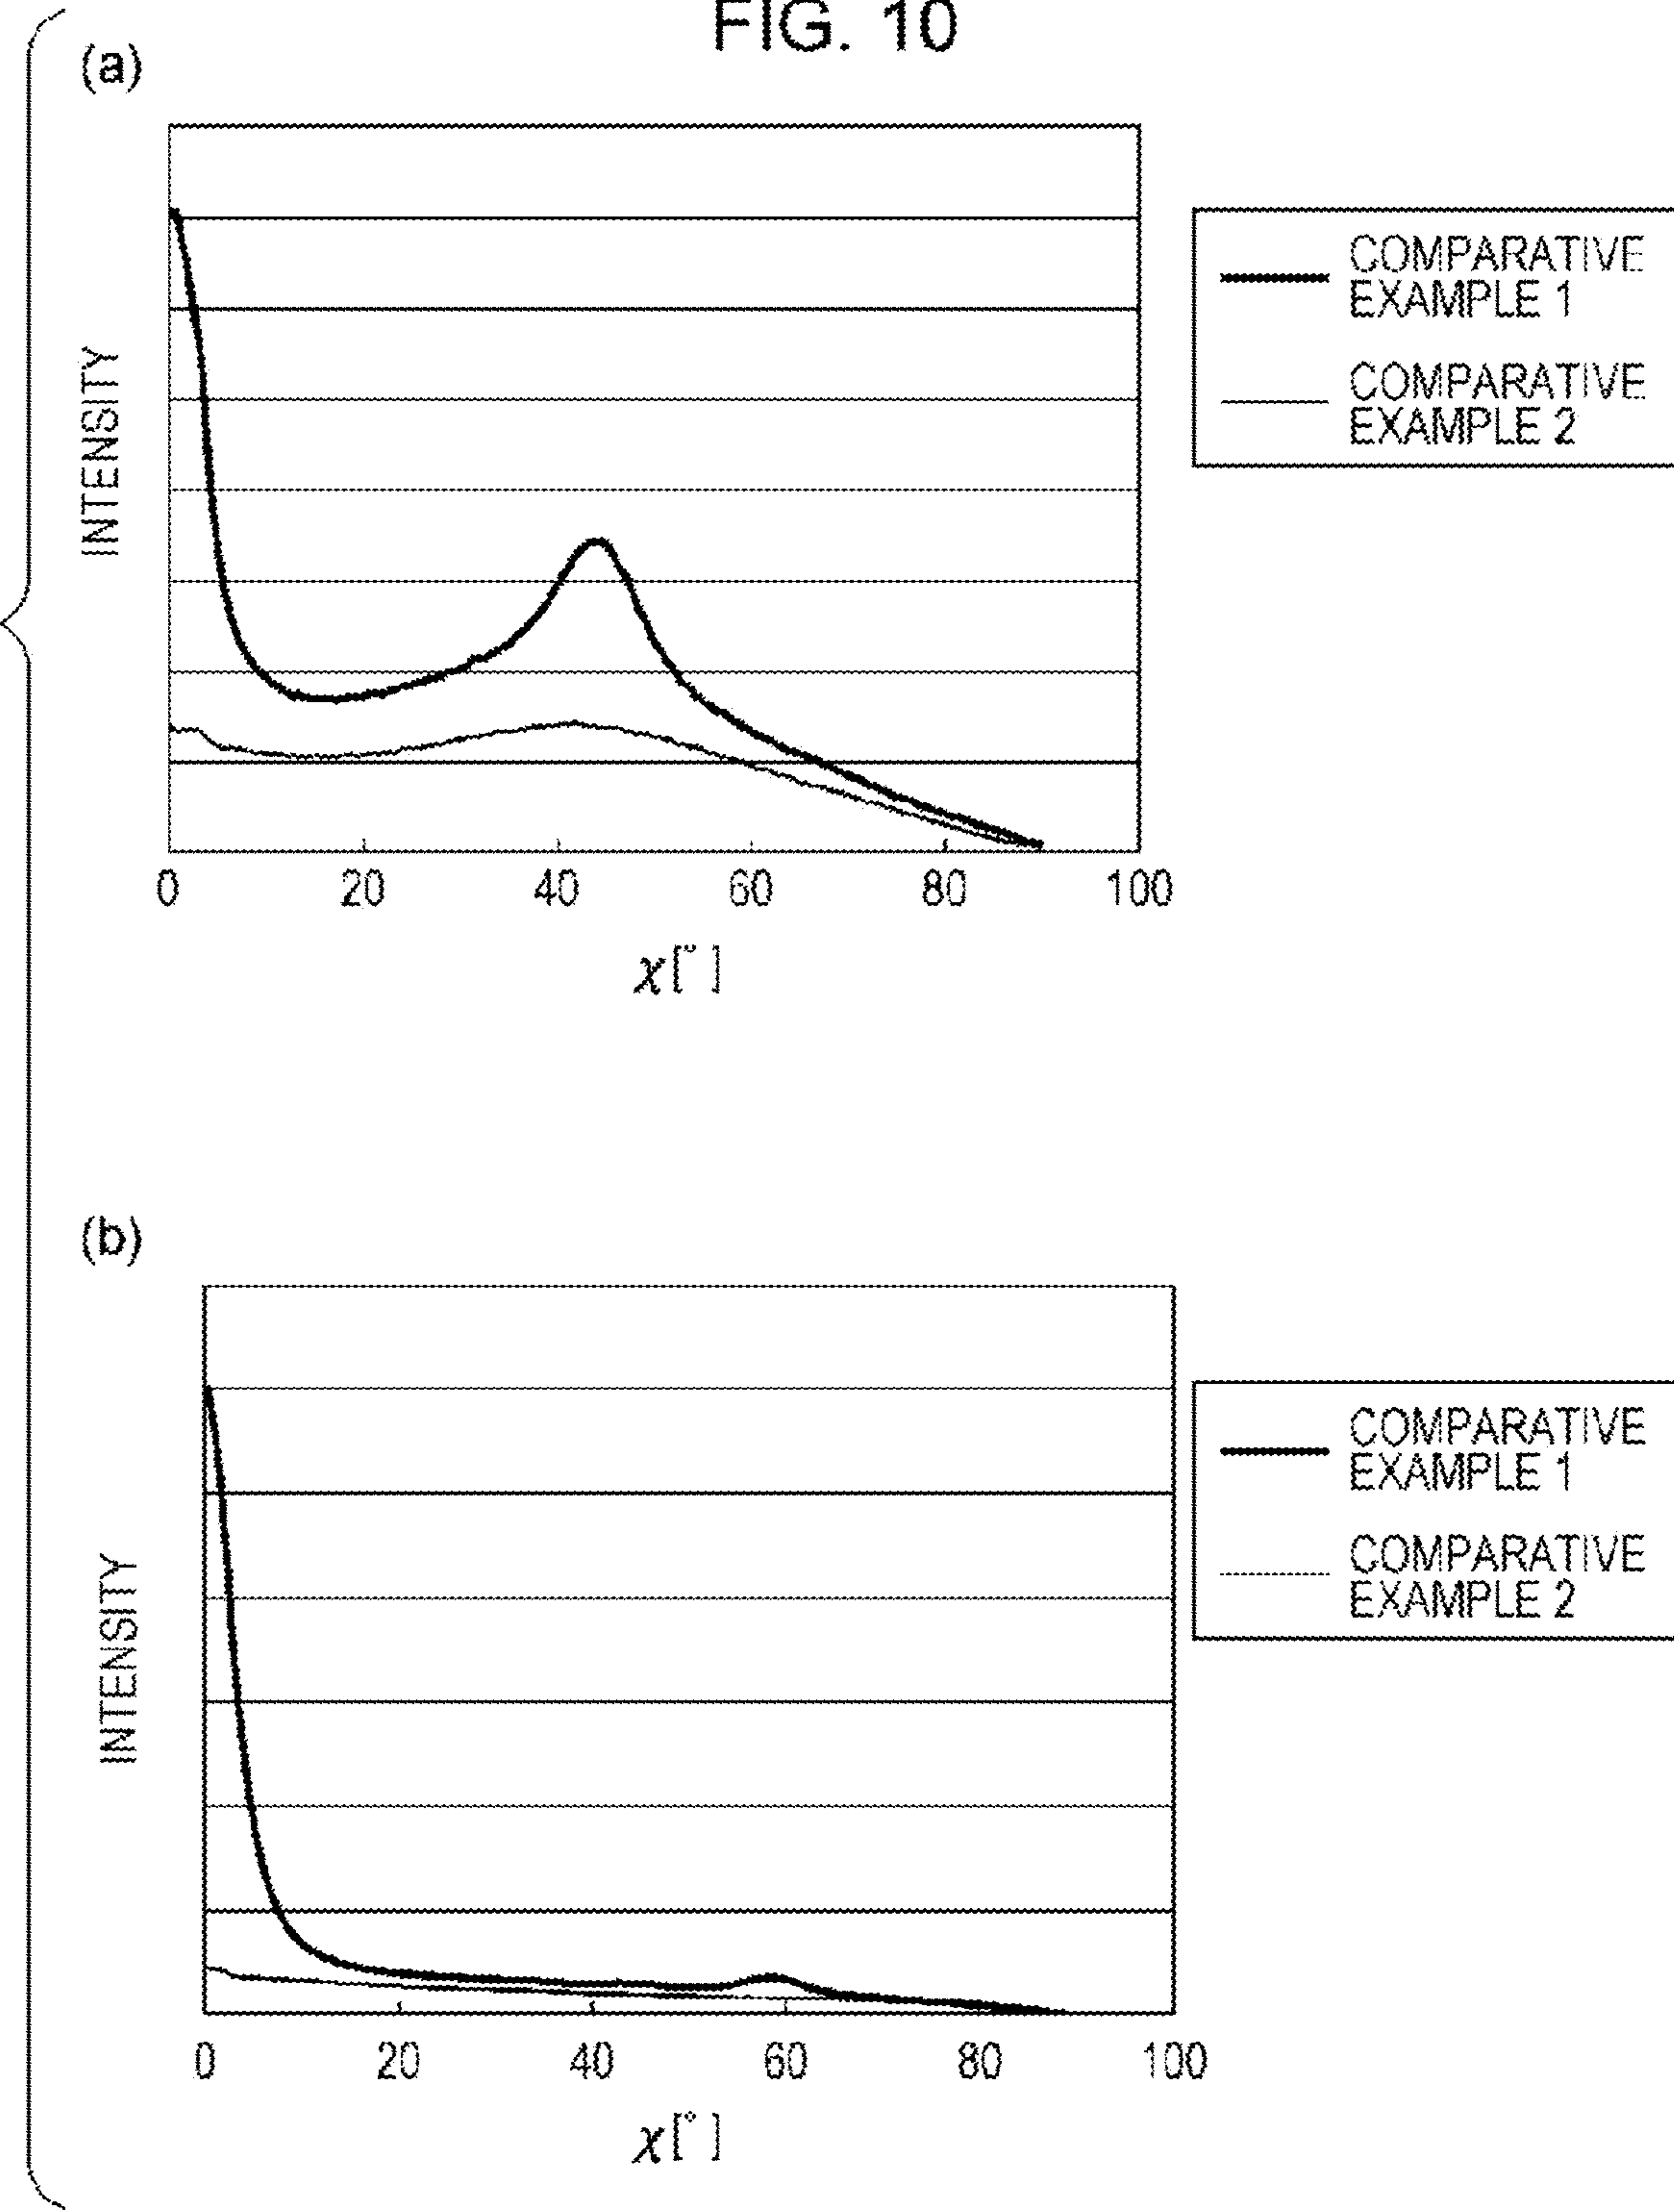 FIG. 10
(a)
INTENSITY
COMPARATIVE
EXAMPLE 1
COMPARATIVE
EXAMPLE 2
0 20 40 60 80 100
χ[°]
(b)
INTENSITY
COMPARATIVE
EXAMPLE 1
COMPARATIVE
EXAMPLE 2
0 20 40 60 80 100
χ[°]